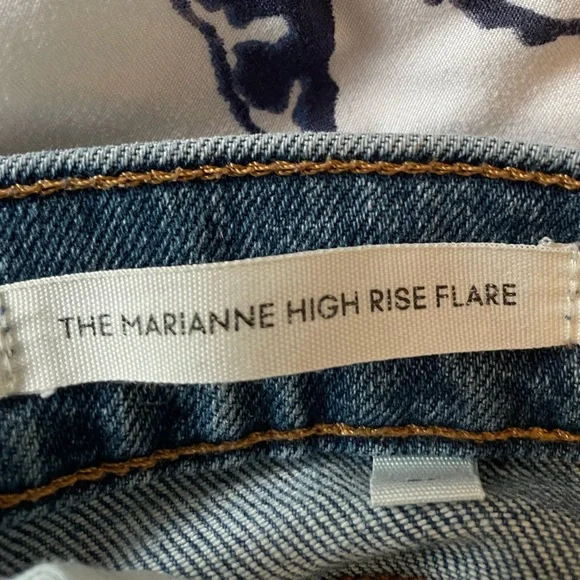 THE MARIANNE HIGH RISE FLARE